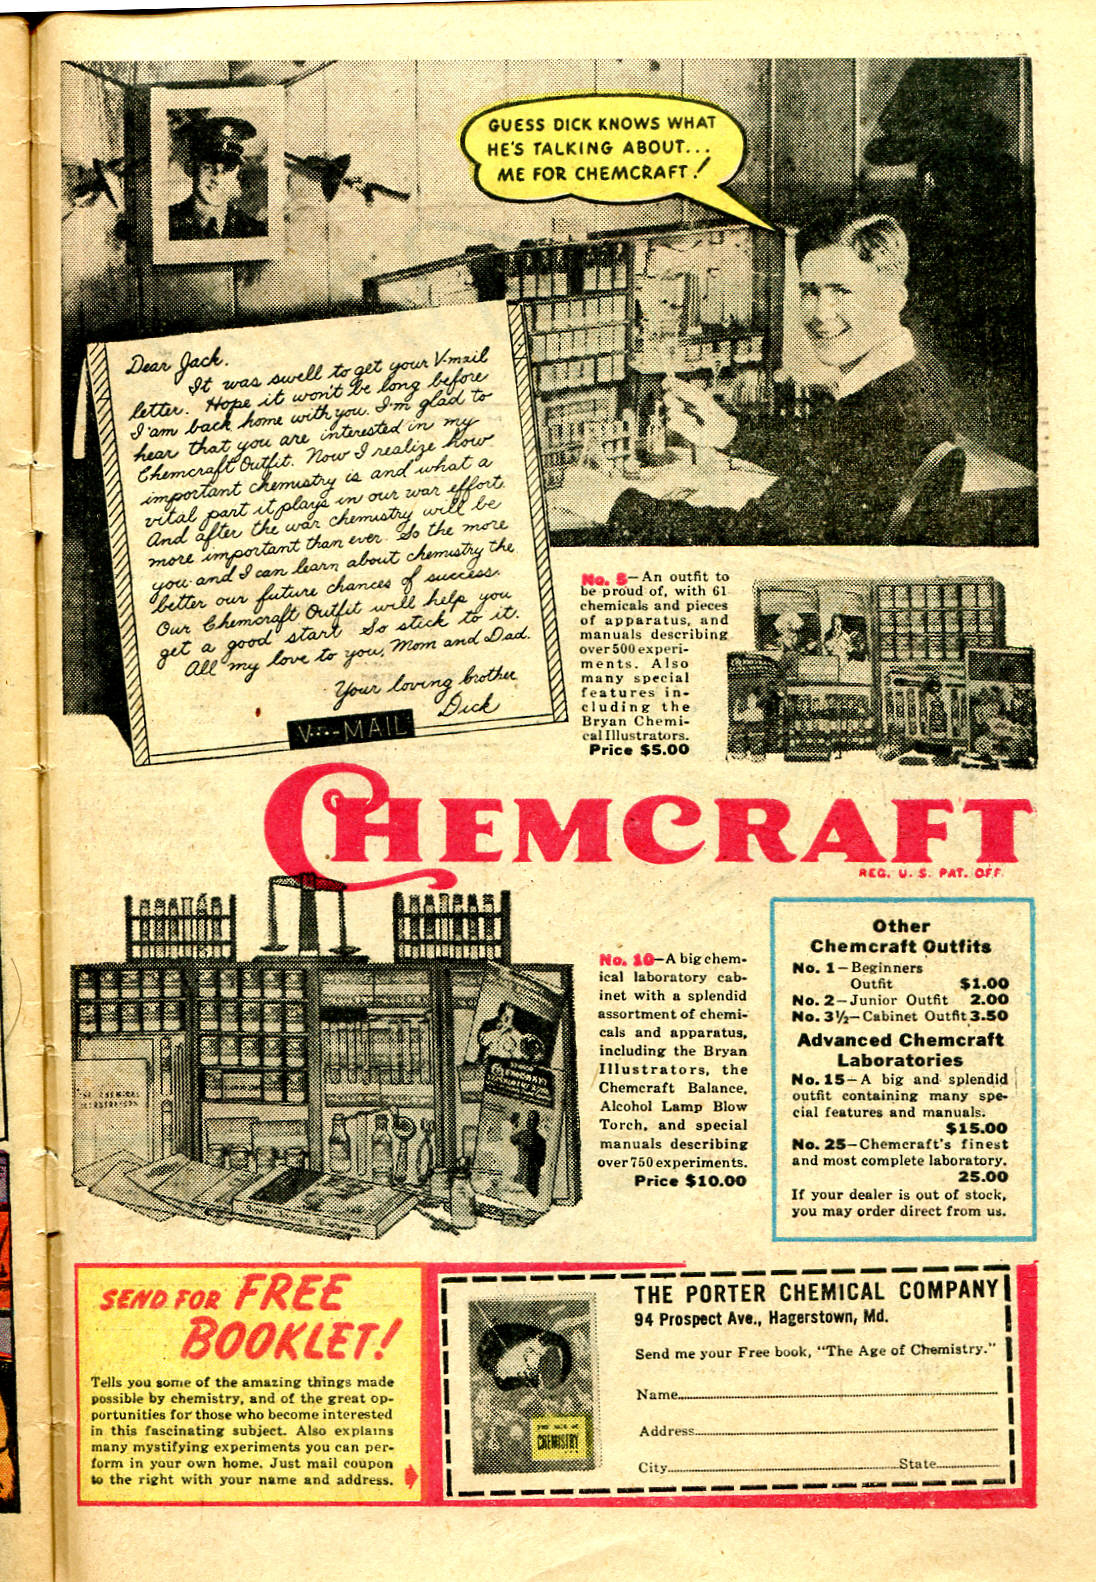 GUESS DICK KNOWS WHAT
HE'S TALKING ABOUT...
ME FOR CHEMCRAFT!
Dear Jack.
It was swell to get your V-mail
letter. Hope it won't be long before
I am back home with you. I'm glad to
hear that you are interested in my
Chemcraft Outfit. Now I realize how
important chemistry is and what a
vital part it plays in our war effort.
And after the war chemistry will be
more important than ever. So the more
you and I can learn about chemistry the
better our future chances of success.
Our Chemcraft Outfit will help you
get a good start. So stick to it.
All my love to you, Mom and Dad.
Your loving brother
Dick
V···—MAIL
No. 5—An outfit to
be proud of, with 61
chemicals and pieces
of apparatus, and
manuals describing
over 500 experi-
ments. Also
many special
features in-
cluding the
Bryan Chemi-
cal Illustrators.
Price $5.00
CHEMCRAFT
REG. U. S. PAT. OFF.
No. 10—A big chem-
ical laboratory cab-
inet with a splendid
assortment of chemi-
cals and apparatus,
including the Bryan
Illustrators, the
Chemcraft Balance,
Alcohol Lamp Blow
Torch, and special
manuals describing
over 750 experiments.
Price $10.00
Other
Chemcraft Outfits
No. 1—Beginners
Outfit $1.00
No. 2—Junior Outfit 2.00
No. 3½—Cabinet Outfit 3.50
Advanced Chemcraft
Laboratories
No. 15—A big and splendid
outfit containing many spe-
cial features and manuals.
$15.00
No. 25—Chemcraft's finest
and most complete laboratory.
25.00
If your dealer is out of stock,
you may order direct from us.
SEND FOR FREE
BOOKLET!
Tells you some of the amazing things made
possible by chemistry, and of the great op-
portunities for those who become interested
in this fascinating subject. Also explains
many mystifying experiments you can per-
form in your own home. Just mail coupon
to the right with your name and address.
THE AGE OF
CHEMISTRY
THE PORTER CHEMICAL COMPANY
94 Prospect Ave., Hagerstown, Md.
Send me your Free book, "The Age of Chemistry."
Name
Address
City State